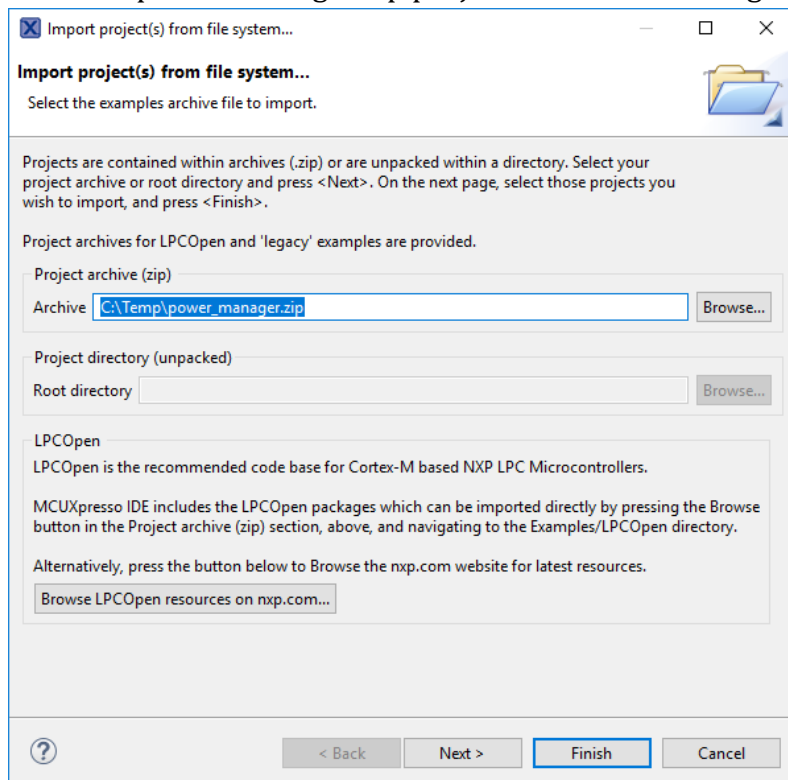 Import project(s) from file system...
Import project(s) from file system...
Select the examples archive file to import.
Projects are contained within archives (.zip) or are unpacked within a directory. Select your
project archive or root directory and press <Next>. On the next page, select those projects you
wish to import, and press <Finish>.
Project archives for LPCOpen and 'legacy' examples are provided.
Project archive (zip)
Archive C:\Temp\power_manager.zip Browse...
Project directory (unpacked)
Root directory Browse...
LPCOpen
LPCOpen is the recommended code base for Cortex-M based NXP LPC Microcontrollers.
MCUXpresso IDE includes the LPCOpen packages which can be imported directly by pressing the Browse
button in the Project archive (zip) section, above, and navigating to the Examples/LPCOpen directory.
Alternatively, press the button below to Browse the nxp.com website for latest resources.
Browse LPCOpen resources on nxp.com...
? < Back Next > Finish Cancel